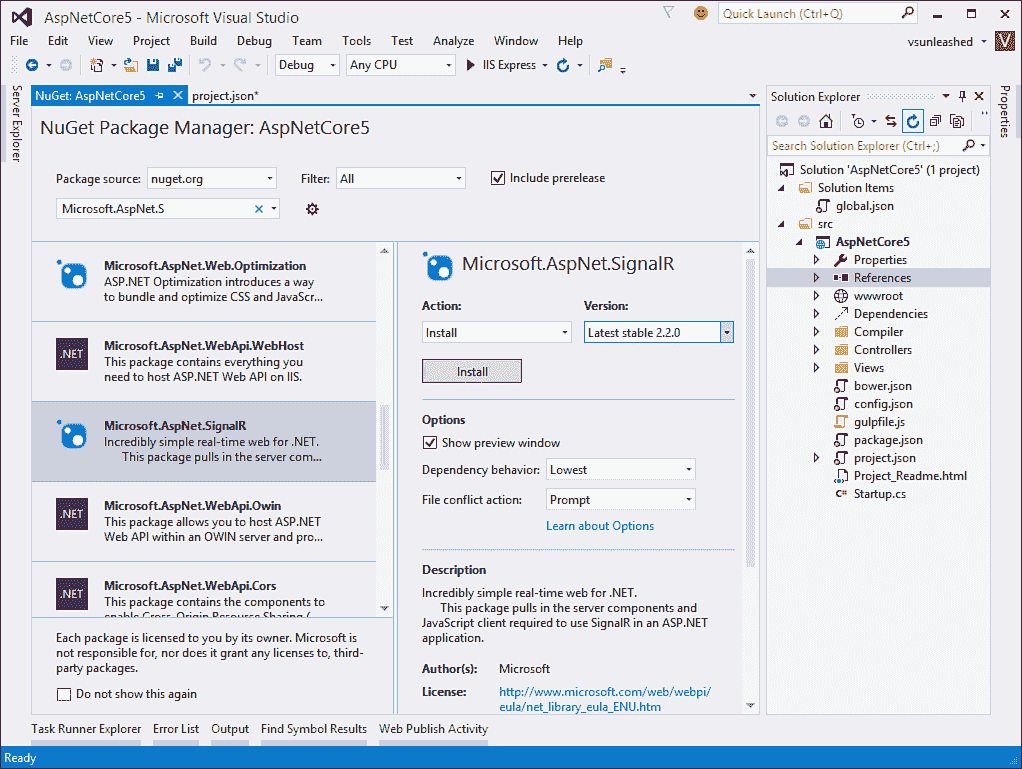 AspNetCore5 - Microsoft Visual Studio
Quick Launch (Ctrl+Q)
File Edit View Project Build Debug Team Tools Test Analyze Window Help
vsunleashed
Debug Any CPU IIS Express
Server Explorer
NuGet: AspNetCore5 project.json*
NuGet Package Manager: AspNetCore5
Package source: nuget.org Filter: All Include prerelease
Microsoft.AspNet.S
Microsoft.AspNet.Web.Optimization
ASP.NET Optimization introduces a way
to bundle and optimize CSS and JavaScr...
.NET
Microsoft.AspNet.WebApi.WebHost
This package contains everything you
need to host ASP.NET Web API on IIS.
Microsoft.AspNet.SignalR
Incredibly simple real-time web for .NET.
This package pulls in the server com...
.NET
Microsoft.AspNet.WebApi.Owin
This package allows you to host ASP.NET
Web API within an OWIN server and pro...
.NET
Microsoft.AspNet.WebApi.Cors
This package contains the components to
enable Cross-Origin Resource Sharing (
Each package is licensed to you by its owner. Microsoft is
not responsible for, nor does it grant any licenses to, third-
party packages.
Do not show this again
Microsoft.AspNet.SignalR
Action: Version:
Install Latest stable 2.2.0
Install
Options
Show preview window
Dependency behavior: Lowest
File conflict action: Prompt
Learn about Options
Description
Incredibly simple real-time web for .NET.
This package pulls in the server components and
JavaScript client required to use SignalR in an ASP.NET
application.
Author(s): Microsoft
License: http://www.microsoft.com/web/webpi/
eula/net_library_eula_ENU.htm
Solution Explorer
Search Solution Explorer (Ctrl+;)
Solution 'AspNetCore5' (1 project)
Solution Items
global.json
src
AspNetCore5
Properties
References
wwwroot
Dependencies
Compiler
Controllers
Views
bower.json
config.json
gulpfile.js
package.json
project.json
Project_Readme.html
C# Startup.cs
Properties
Task Runner Explorer Error List Output Find Symbol Results Web Publish Activity
Ready